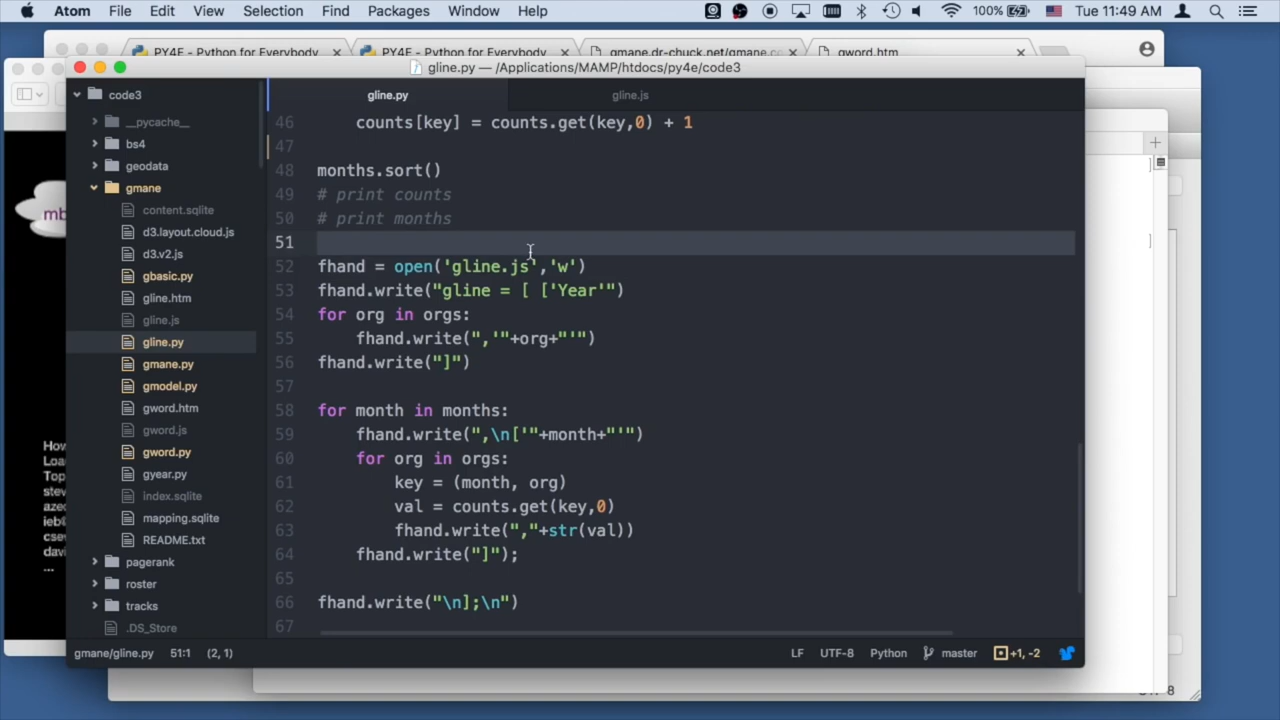 Atom File Edit View Selection Find Packages Window Help 100% Tue 11:49 AM
PY4E - Python for Everybody PY4E - Python for Everybody gmane.dr-chuck.net/gmane.co gword.htm
gline.py — /Applications/MAMP/htdocs/py4e/code3
code3
__pycache__
bs4
geodata
gmane
content.sqlite
d3.layout.cloud.js
d3.v2.js
gbasic.py
gline.htm
gline.js
gline.py
gmane.py
gmodel.py
gword.htm
gword.js
gword.py
gyear.py
index.sqlite
mapping.sqlite
README.txt
pagerank
roster
tracks
.DS_Store
gline.py gline.js
46 counts[key] = counts.get(key,0) + 1
47
48 months.sort()
49 # print counts
50 # print months
51
52 fhand = open('gline.js','w')
53 fhand.write("gline = [ ['Year'")
54 for org in orgs:
55 fhand.write(",'"+org+"'")
56 fhand.write("]")
57
58 for month in months:
59 fhand.write(",\n['"+month+"'")
60 for org in orgs:
61 key = (month, org)
62 val = counts.get(key,0)
63 fhand.write(","+str(val))
64 fhand.write("]");
65
66 fhand.write("\n];\n")
67
gmane/gline.py 51:1 (2, 1) LF UTF-8 Python master +1, -2
mb
How
Loa
Top
stev
azed
ieb@
csev
davi
...
8